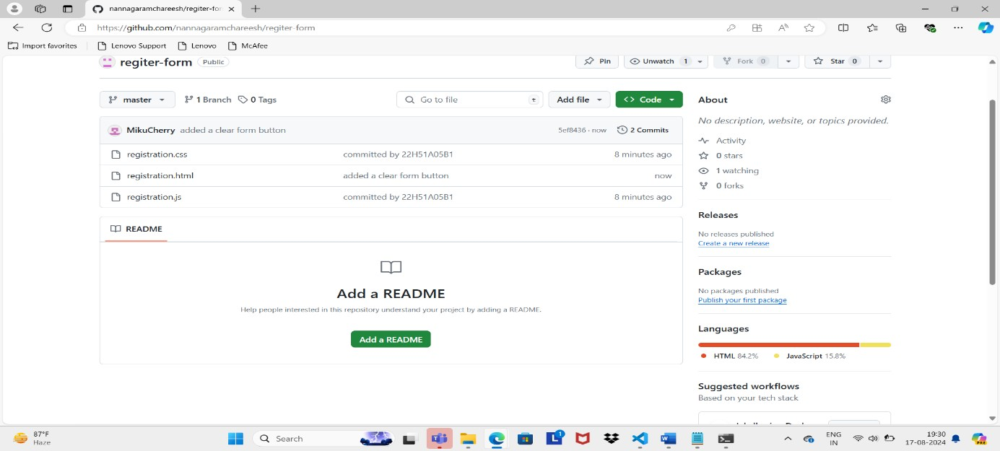 nannagaramchareesh/regiter-for
https://github.com/nannagaramchareesh/regiter-form
Import favorites
Lenovo Support
Lenovo
McAfee
regiter-form
Public
Pin
Unwatch 1
Fork 0
Star 0
master
1 Branch
0 Tags
Go to file
t
Add file
<> Code
About
No description, website, or topics provided.
MikuCherry added a clear form button
5ef8436 · now
2 Commits
Activity
registration.css committed by 22H51A05B1 8 minutes ago
0 stars
1 watching
registration.html added a clear form button now
0 forks
registration.js committed by 22H51A05B1 8 minutes ago
Releases
No releases published
Create a new release
README
Add a README
Help people interested in this repository understand your project by adding a README.
Add a README
Packages
No packages published
Publish your first package
Languages
HTML 84.2%
JavaScript 15.8%
Suggested workflows
Based on your tech stack
87°F
Haze
Search
L
1
W
ENG
IN
19:30
17-08-2024
PRE